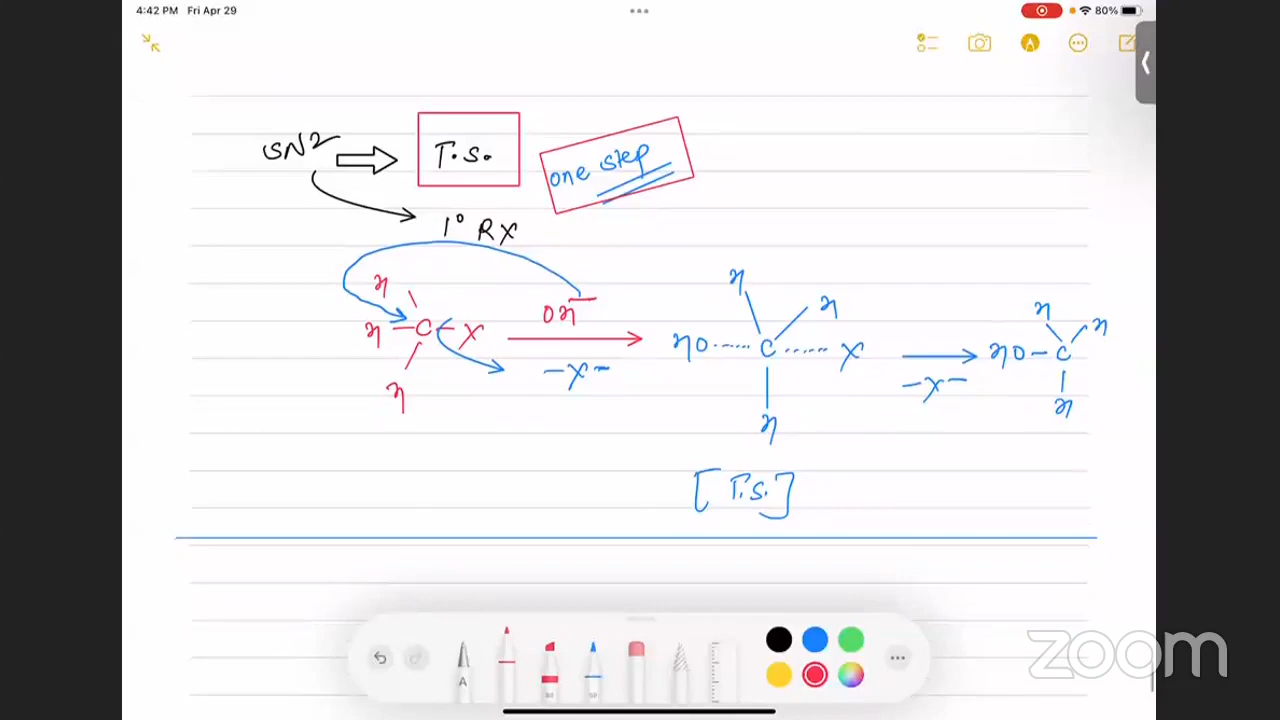 4:42 PM Fri Apr 29
80%
SN2 ⇒ T.S. one step
1° RX
H
H – C – X
H
OH⁻
–X⁻
H
H
HO ····· C ····· X
H
[T.S.]
–X⁻
H
H
HO – C
H
A
zoom